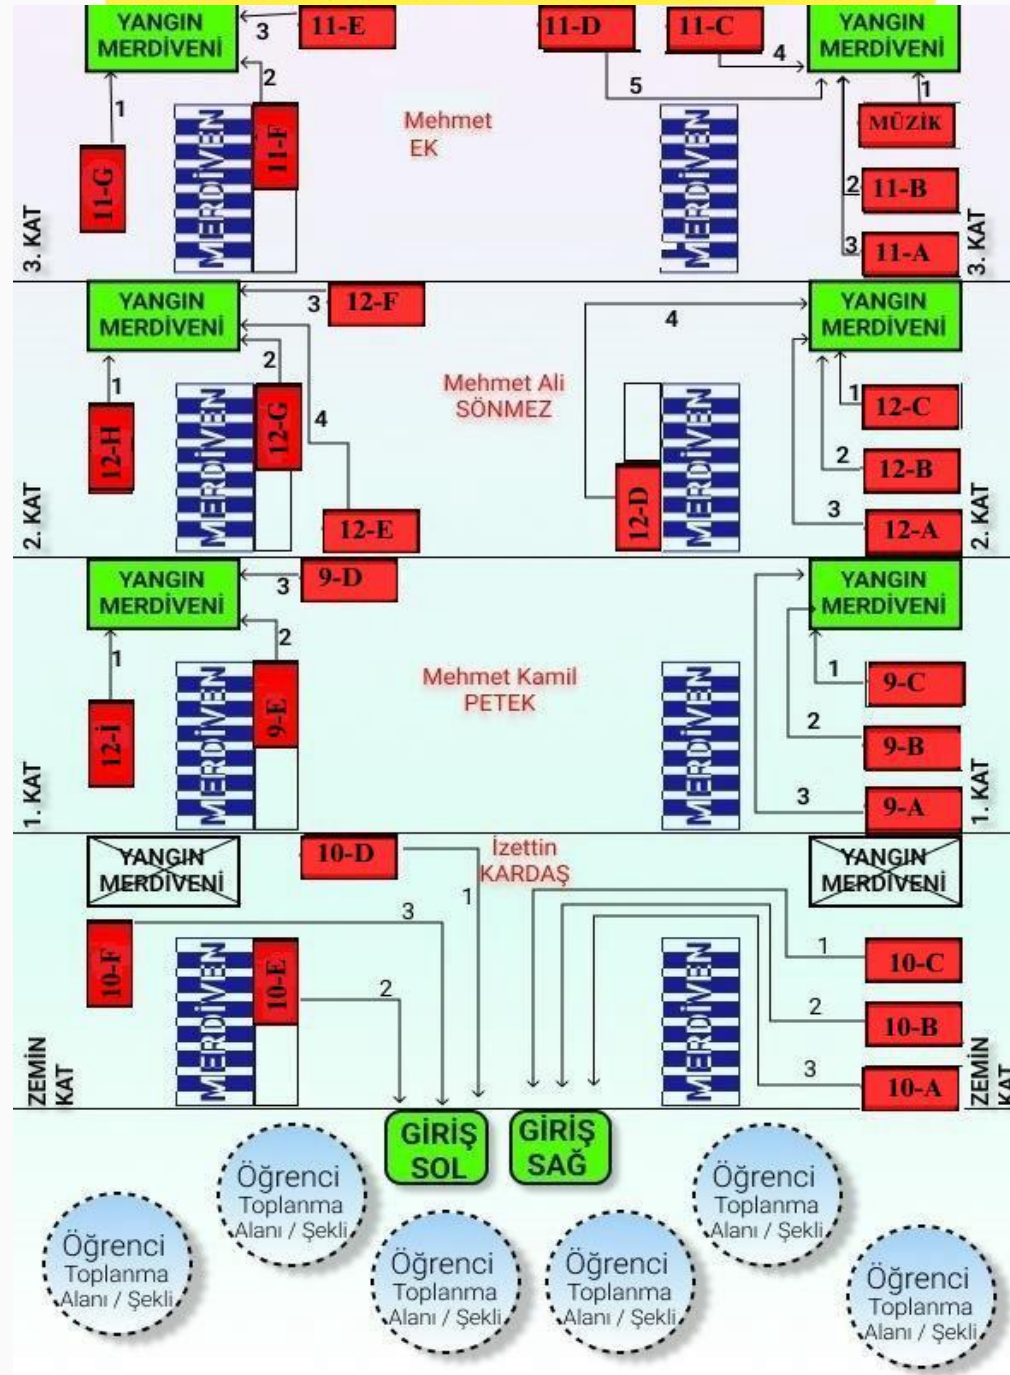 YANGIN
MERDİVENİ
3
11-E
11-D
11-C
YANGIN
MERDİVENİ
4
2
5
1
1
MÜZİK
Mehmet
EK
11-G
MERDİVEN
11-F
MERDİVEN
2
11-B
3
11-A
3. KAT
3. KAT
YANGIN
MERDİVENİ
3
12-F
4
YANGIN
MERDİVENİ
2
1
Mehmet Ali
SÖNMEZ
1
12-C
12-H
MERDİVEN
12-G
4
12-D
MERDİVEN
2
12-B
3
12-A
12-E
2. KAT
2. KAT
YANGIN
MERDİVENİ
3
9-D
YANGIN
MERDİVENİ
2
1
Mehmet Kamil
PETEK
1
9-C
12-İ
MERDİVEN
9-E
MERDİVEN
2
9-B
3
9-A
1. KAT
1. KAT
YANGIN
MERDİVENİ
10-D
İzettin
KARDAŞ
YANGIN
MERDİVENİ
1
3
10-F
MERDİVEN
10-E
2
MERDİVEN
1
10-C
2
10-B
3
10-A
ZEMİN
KAT
ZEMİN
KAT
GİRİŞ
SOL
GİRİŞ
SAĞ
Öğrenci
Toplanma
Alanı / Şekli
Öğrenci
Toplanma
Alanı / Şekli
Öğrenci
Toplanma
Alanı / Şekli
Öğrenci
Toplanma
Alanı / Şekli
Öğrenci
Toplanma
Alanı / Şekli
Öğrenci
Toplanma
Alanı / Şekli